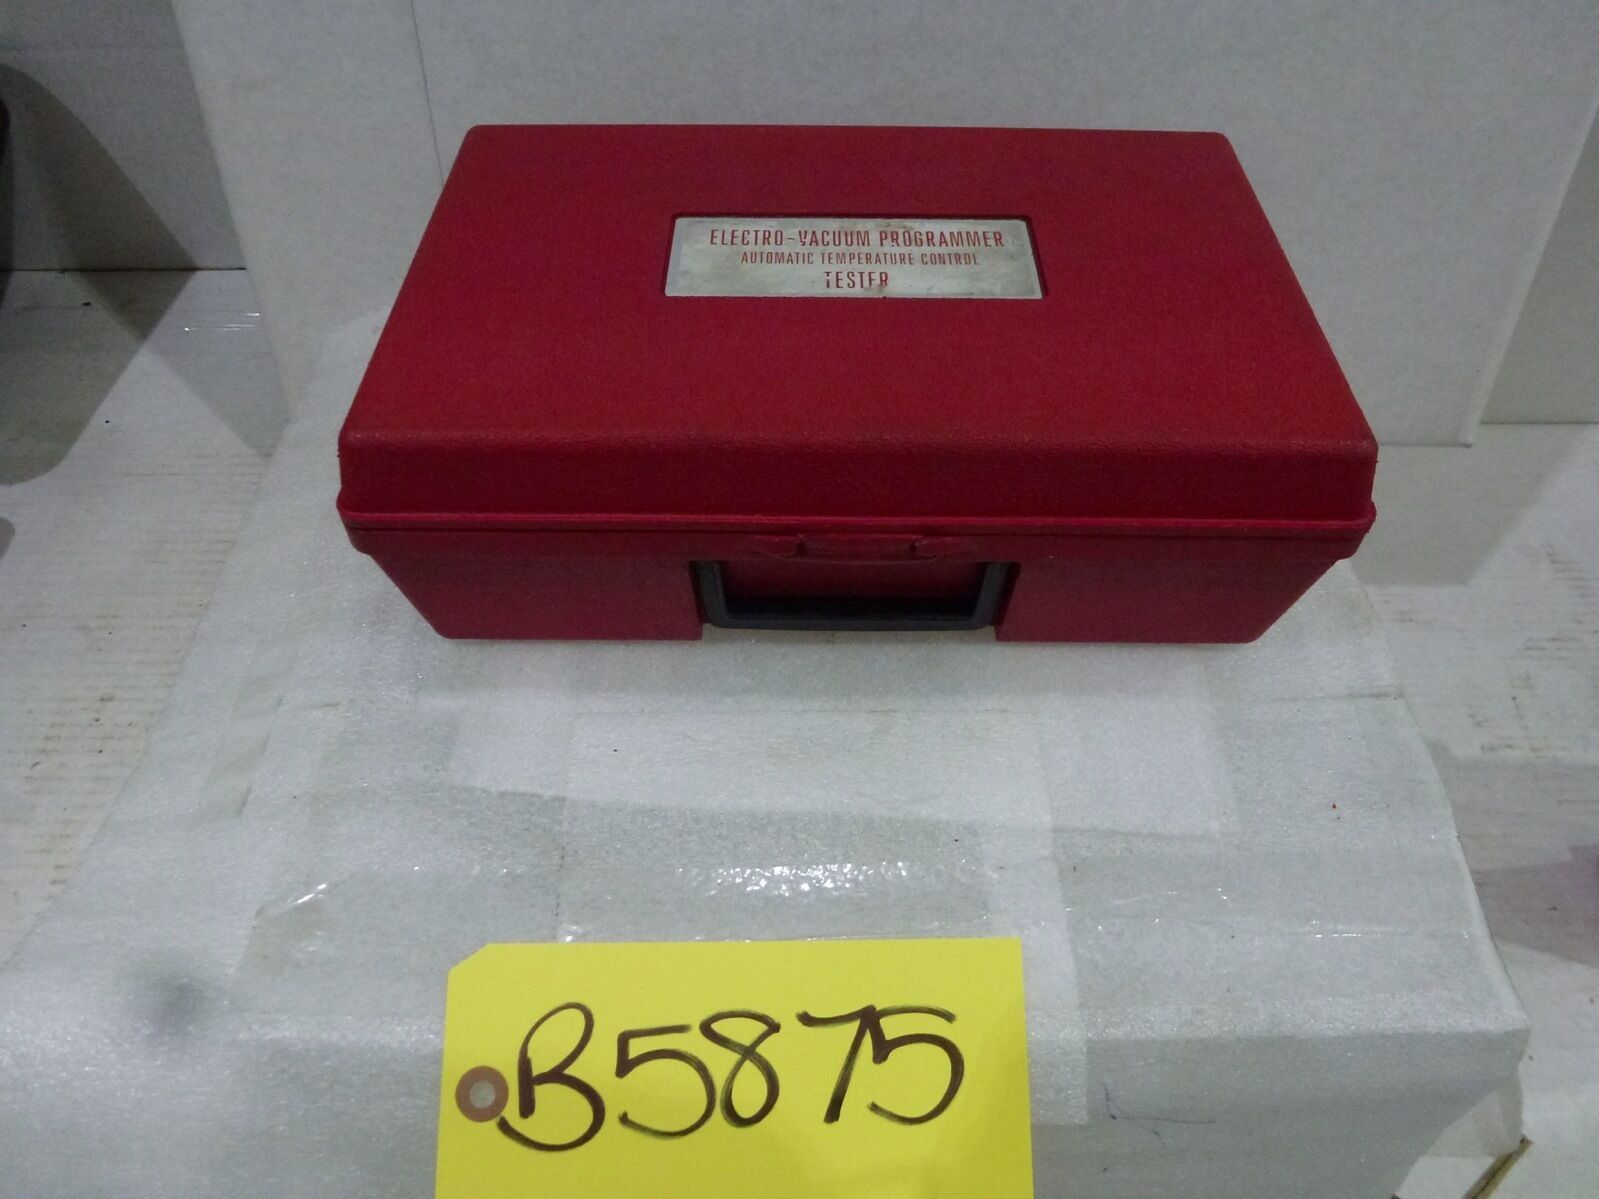 ELECTRO-VACUUM PROGRAMMER
AUTOMATIC TEMPERATURE CONTROL
TESTER
B5875